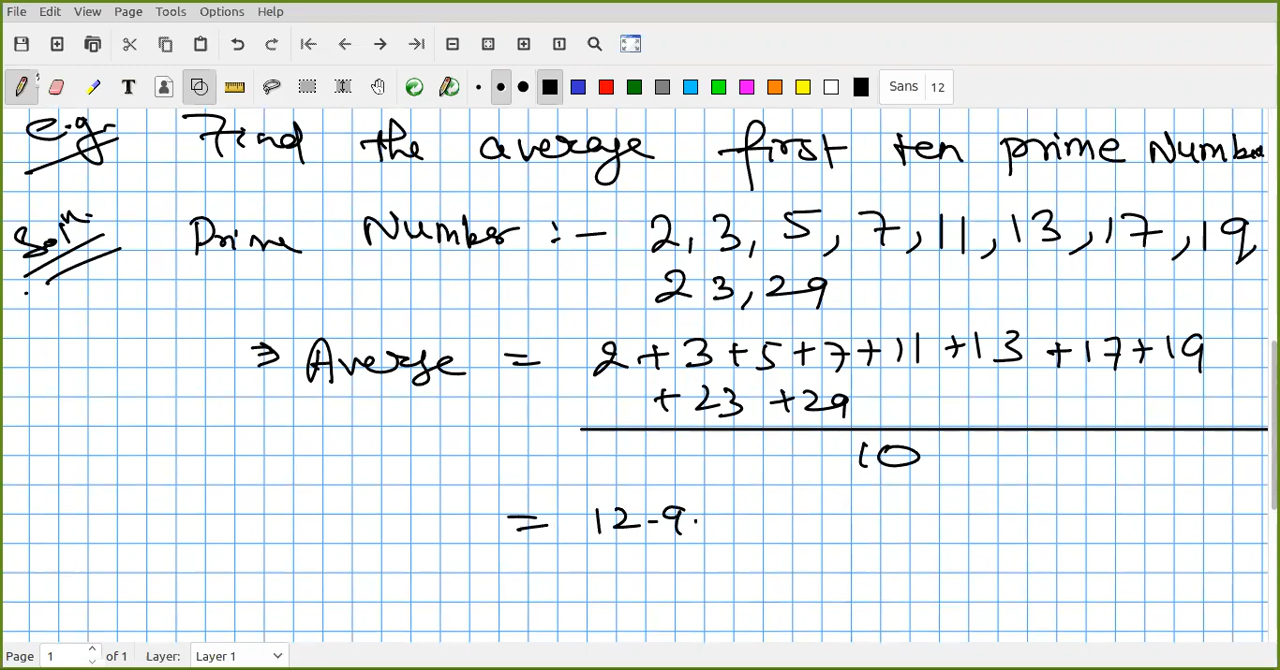 File Edit View Page Tools Options Help
Sans 12
e.g. Find the average first ten prime Number
Soln. Prime Number :- 2, 3, 5, 7, 11, 13, 17, 19
23, 29
⇒ Averge = 2 + 3 + 5 + 7 + 11 + 13 + 17 + 19
+ 23 + 29
10
= 12.9.
Page 1 of 1 Layer: Layer 1